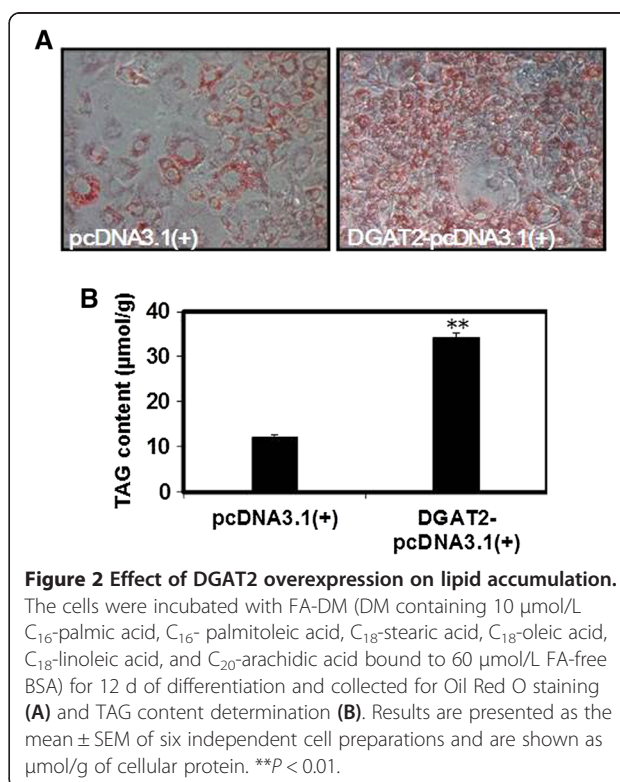 A
pcDNA3.1(+)
DGAT2-pcDNA3.1(+)
B
TAG content (µmol/g)
40
30
20
10
0
**
pcDNA3.1(+)
DGAT2-
pcDNA3.1(+)
Figure 2 Effect of DGAT2 overexpression on lipid accumulation.
The cells were incubated with FA-DM (DM containing 10 µmol/L
C₁₆-palmic acid, C₁₆- palmitoleic acid, C₁₈-stearic acid, C₁₈-oleic acid,
C₁₈-linoleic acid, and C₂₀-arachidic acid bound to 60 µmol/L FA-free
BSA) for 12 d of differentiation and collected for Oil Red O staining
(A) and TAG content determination (B). Results are presented as the
mean ± SEM of six independent cell preparations and are shown as
µmol/g of cellular protein. **P < 0.01.